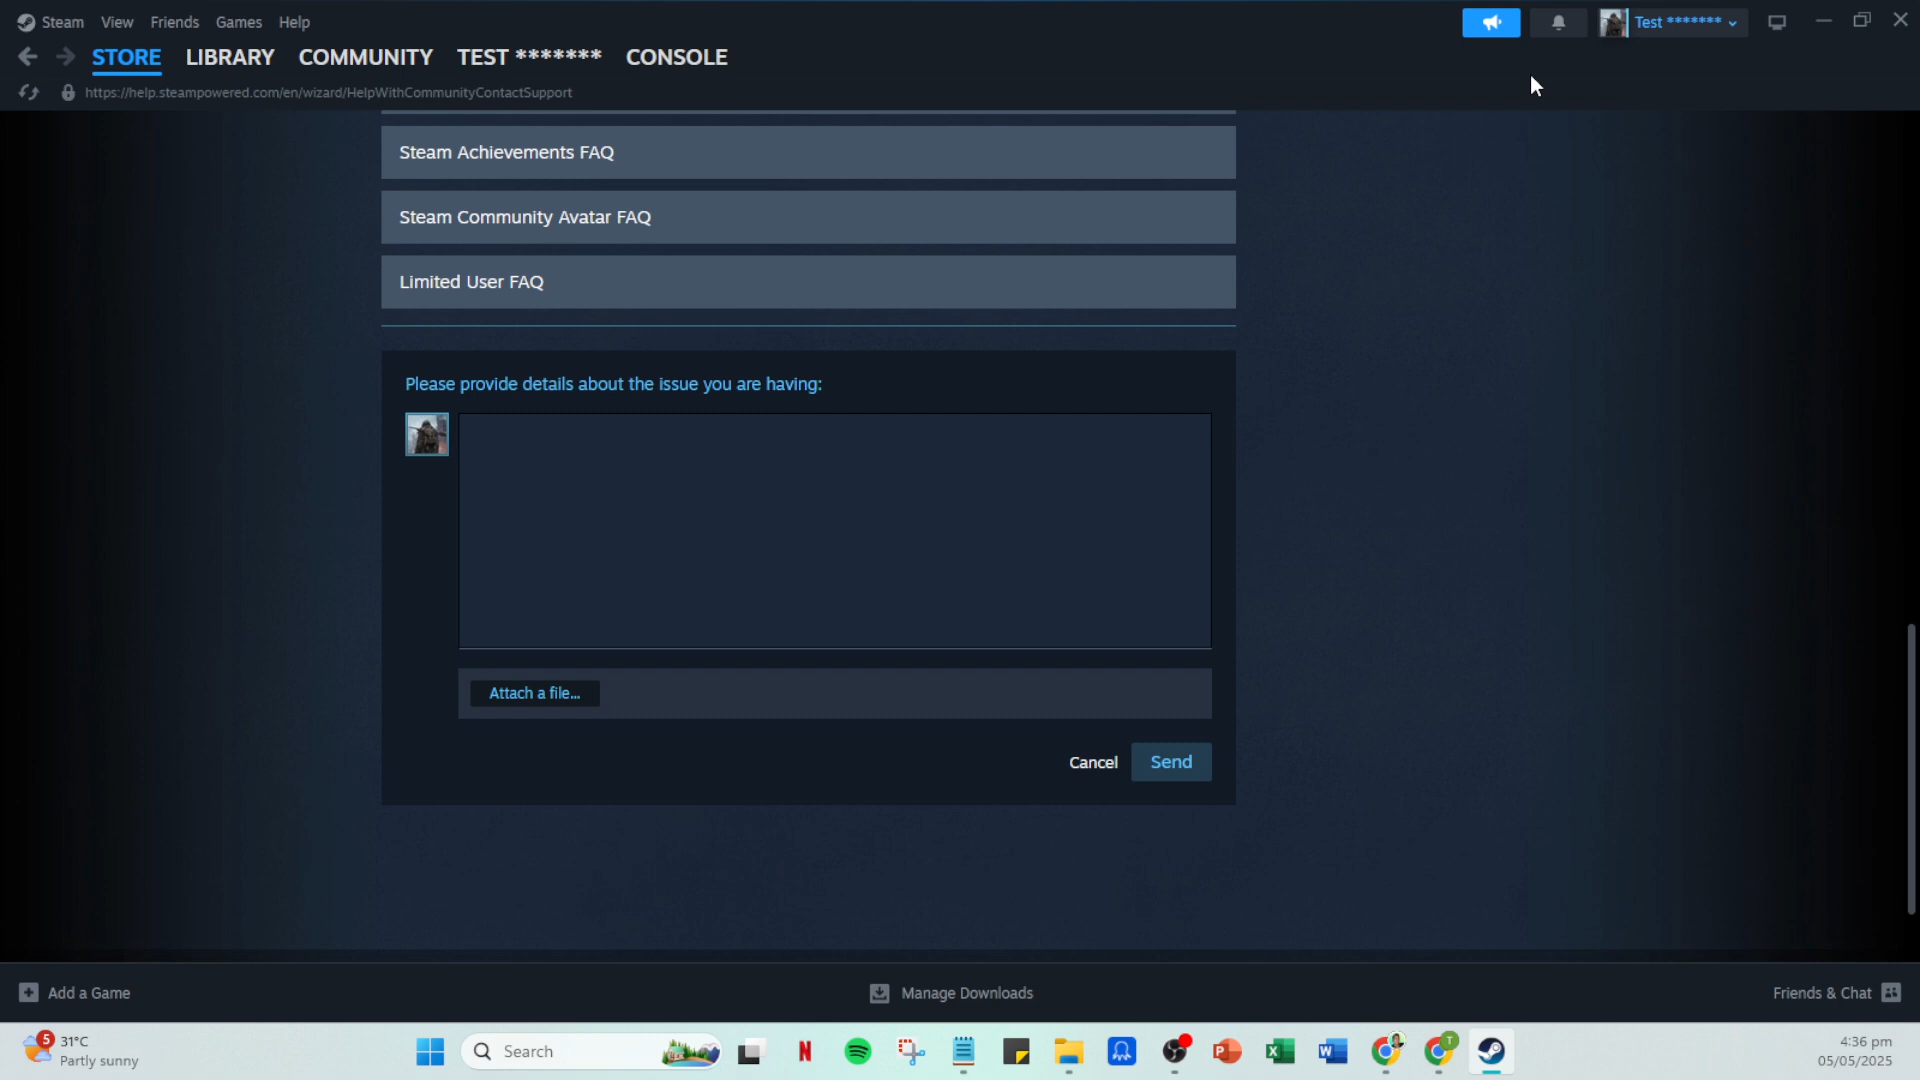 Steam View Friends Games Help Test *******
STORE LIBRARY COMMUNITY TEST ******* CONSOLE
https://help.steampowered.com/en/wizard/HelpWithCommunityContactSupport
Steam Achievements FAQ
Steam Community Avatar FAQ
Limited User FAQ
Please provide details about the issue you are having:
Attach a file...
Cancel Send
Add a Game Manage Downloads Friends & Chat
5 31°C
Partly sunny
Search
N
P
X
W
T
4:36 pm
05/05/2025